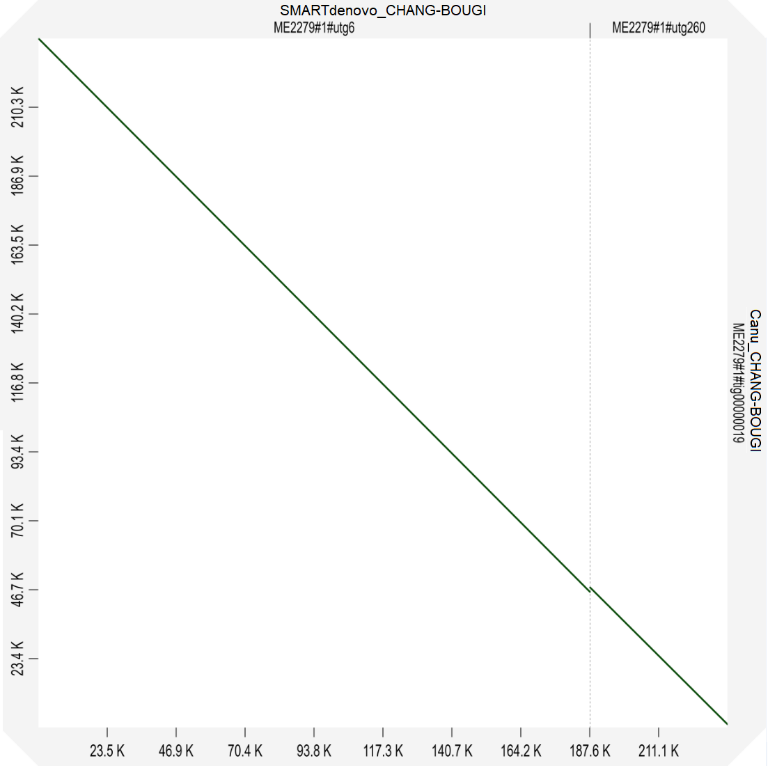 SMARTdenovo_CHANG-BOUGI
ME2279#1#utg6
ME2279#1#utg260
210.3 K
186.9 K
163.5 K
140.2 K
116.8 K
93.4 K
70.1 K
46.7 K
23.4 K
Canu_CHANG-BOUGI
ME2279#1#tig00000019
23.5 K 46.9 K 70.4 K 93.8 K 117.3 K 140.7 K 164.2 K 187.6 K 211.1 K